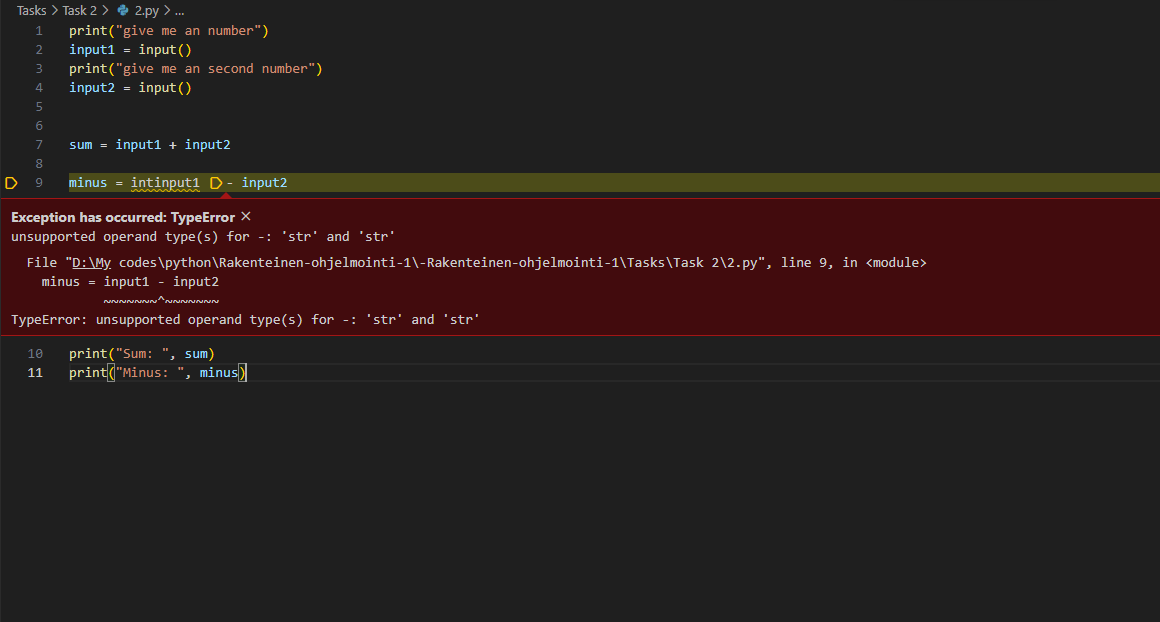 Tasks > Task 2 > 2.py > ...
1 print("give me an number")
2 input1 = input()
3 print("give me an second number")
4 input2 = input()
5
6
7 sum = input1 + input2
8
9 minus = intinput1 - input2
Exception has occurred: TypeError ×
unsupported operand type(s) for -: 'str' and 'str'
File "D:\My codes\python\Rakenteinen-ohjelmointi-1\-Rakenteinen-ohjelmointi-1\Tasks\Task 2\2.py", line 9, in <module>
minus = input1 - input2
~~~~~~~^~~~~~~~
TypeError: unsupported operand type(s) for -: 'str' and 'str'
10 print("Sum: ", sum)
11 print("Minus: ", minus)